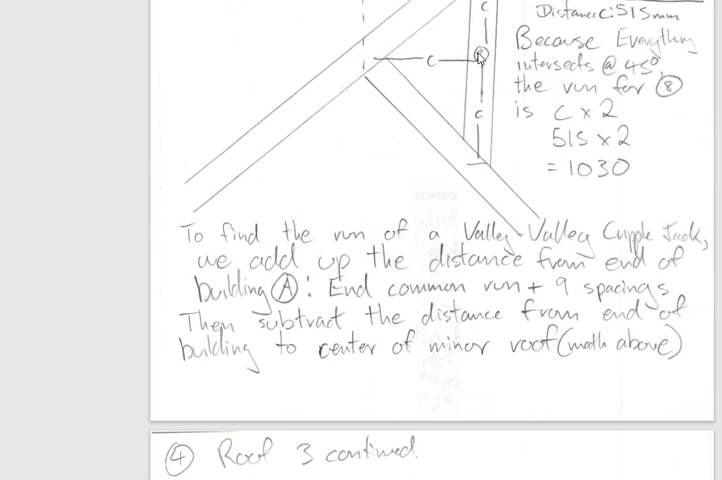 Distance C: 515mm
Because Everything
intersects @ 45°,
the run for ⑧
is C x 2
515 x 2
= 1030
C
C
Ⓡ
C
To find the run of a Valley-Valley Cripple Jack,
we add up the distance from end of
building Ⓐ: End common run + 9 spacings
Then subtract the distance from end of
building to center of minor roof (math above)
④ Roof 3 continued